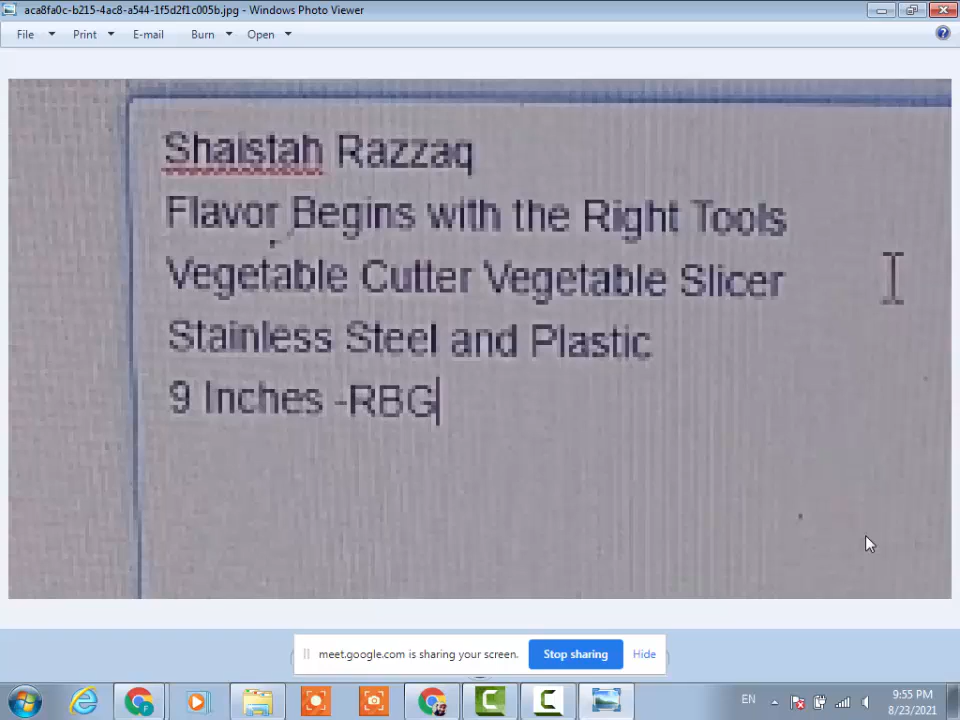 aca8fa0c-b215-4ac8-a544-1f5d2f1c005b.jpg - Windows Photo Viewer
File Print E-mail Burn Open
Shaistah Razzaq
Flavor Begins with the Right Tools
Vegetable Cutter Vegetable Slicer
Stainless Steel and Plastic
9 Inches -RBG
meet.google.com is sharing your screen. Stop sharing Hide
EN
9:55 PM
8/23/2021